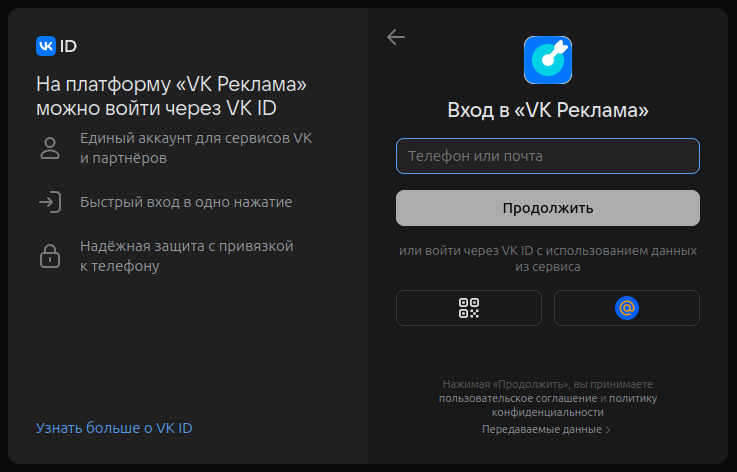 VK ID
На платформу «VK Реклама»
можно войти через VK ID
Единый аккаунт для сервисов VK
и партнёров
Быстрый вход в одно нажатие
Надёжная защита с привязкой
к телефону
Узнать больше о VK ID
Вход в «VK Реклама»
Телефон или почта
Продолжить
или войти через VK ID с использованием данных
из сервиса
Нажимая «Продолжить», вы принимаете
пользовательское соглашение и политику
конфиденциальности
Передаваемые данные